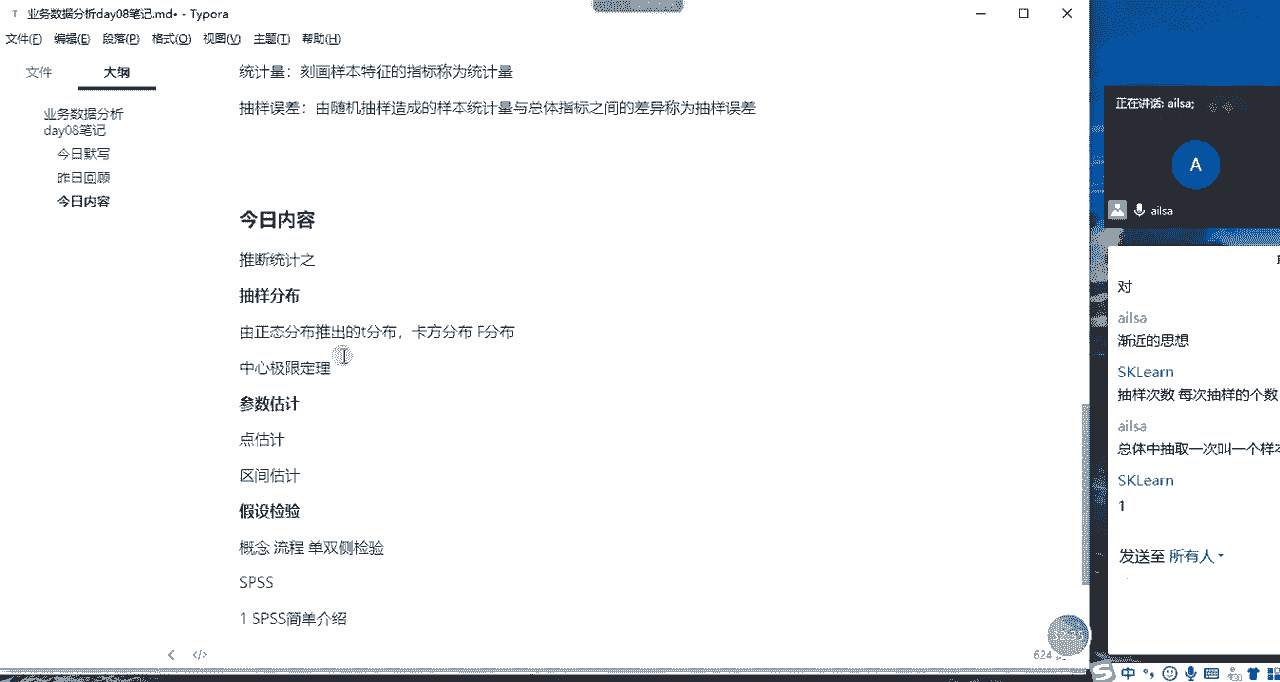 业务数据分析day08笔记.md• - Typora
文件(F) 编辑(E) 段落(P) 格式(O) 视图(V) 主题(T) 帮助(H)
文件 大纲
业务数据分析
day08笔记
今日默写
昨日回顾
今日内容
统计量：刻画样本特征的指标称为统计量
抽样误差：由随机抽样造成的样本统计量与总体指标之间的差异称为抽样误差
今日内容
推断统计之
抽样分布
由正态分布推出的t分布，卡方分布 F分布
中心极限定理
参数估计
点估计
区间估计
假设检验
概念 流程 单双侧检验
SPSS
1 SPSS简单介绍
624
正在讲话: ailsa;
A
ailsa
对
ailsa
渐近的思想
SKLearn
抽样次数 每次抽样的个数
ailsa
总体中抽取一次叫一个样本
SKLearn
1
发送至 所有人
中